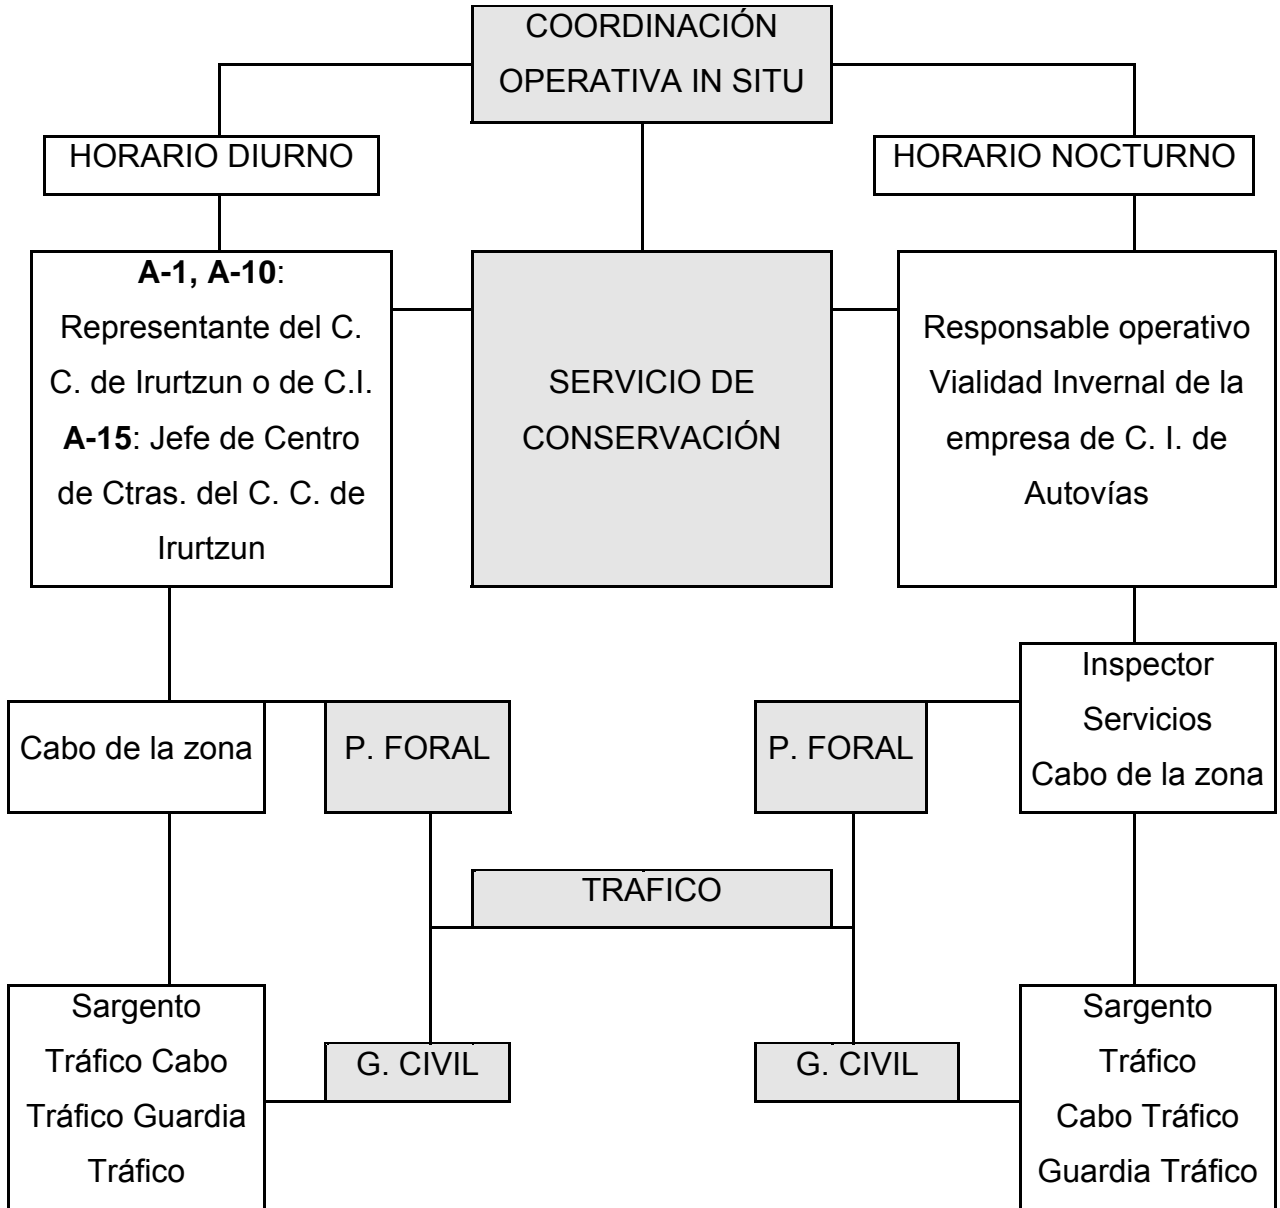 COORDINACIÓN
OPERATIVA IN SITU
HORARIO DIURNO
HORARIO NOCTURNO
A-1, A-10:
Representante del C.
C. de Irurtzun o de C.I.
A-15: Jefe de Centro
de Ctras. del C. C. de
Irurtzun
SERVICIO DE
CONSERVACIÓN
Responsable operativo
Vialidad Invernal de la
empresa de C. I. de
Autovías
Cabo de la zona
P. FORAL
P. FORAL
Inspector
Servicios
Cabo de la zona
TRÁFICO
Sargento
Tráfico Cabo
Tráfico Guardia
Tráfico
G. CIVIL
G. CIVIL
Sargento
Tráfico
Cabo Tráfico
Guardia Tráfico